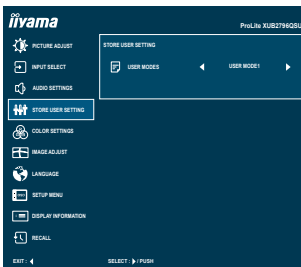 iiyama
ProLite XUB2796QSU
PICTURE ADJUST
INPUT SELECT
AUDIO SETTINGS
STORE USER SETTING
COLOR SETTINGS
IMAGE ADJUST
LANGUAGE
SETUP MENU
DISPLAY INFORMATION
RECALL
STORE USER SETTING
USER MODES
USER MODE1
EXIT :
SELECT : / PUSH